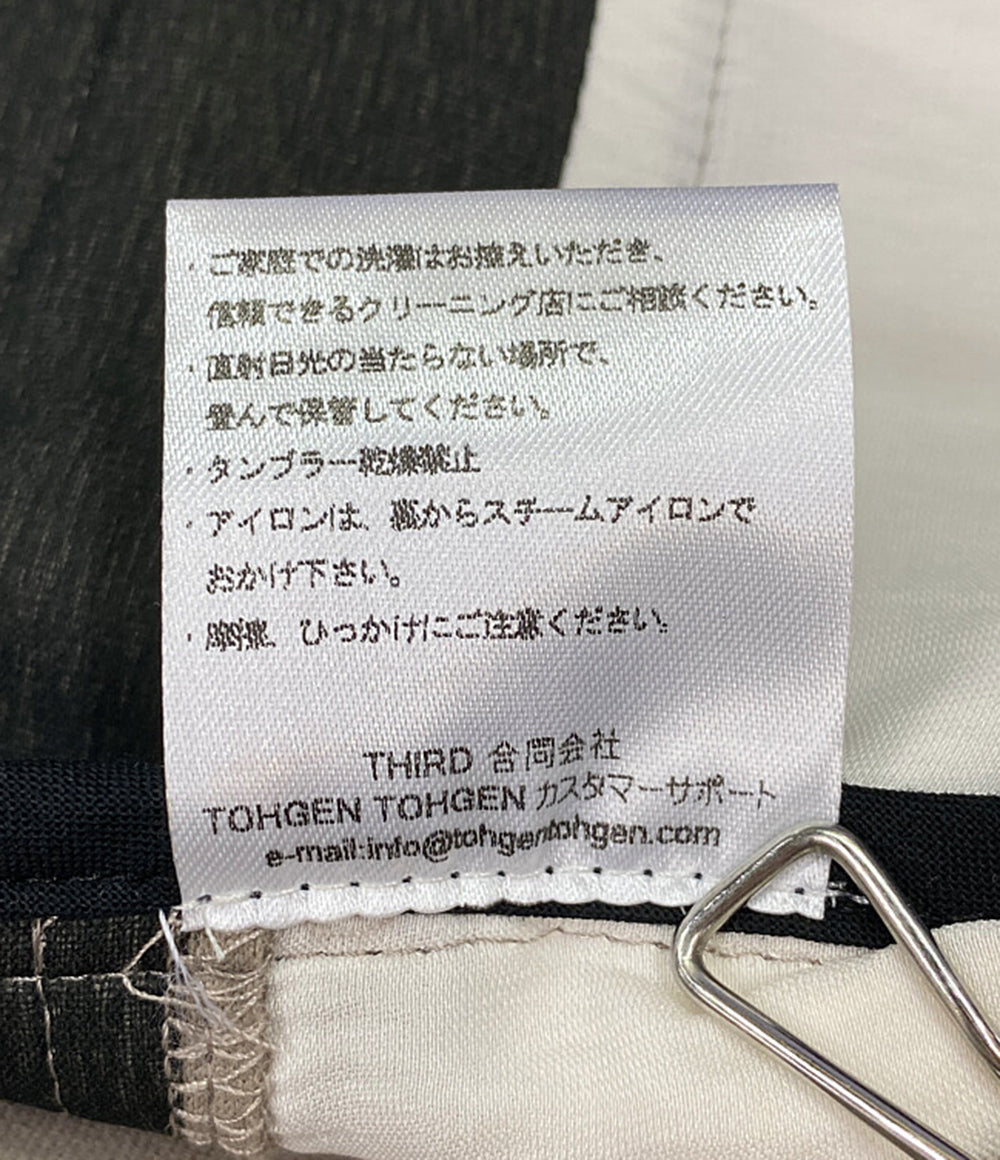 ・ご家庭での洗濯はお控えいただき、
信頼できるクリーニング店にご相談ください。
・直射日光の当たらない場所で、
畳んで保管してください。
・タンブラー乾燥禁止
・アイロンは、裏からスチームアイロンで
おかけ下さい。
・摩擦、ひっかけにご注意ください。
THIRD 合同会社
TOHGEN TOHGEN カスタマーサポート
e-mail:info@tohgentohgen.com